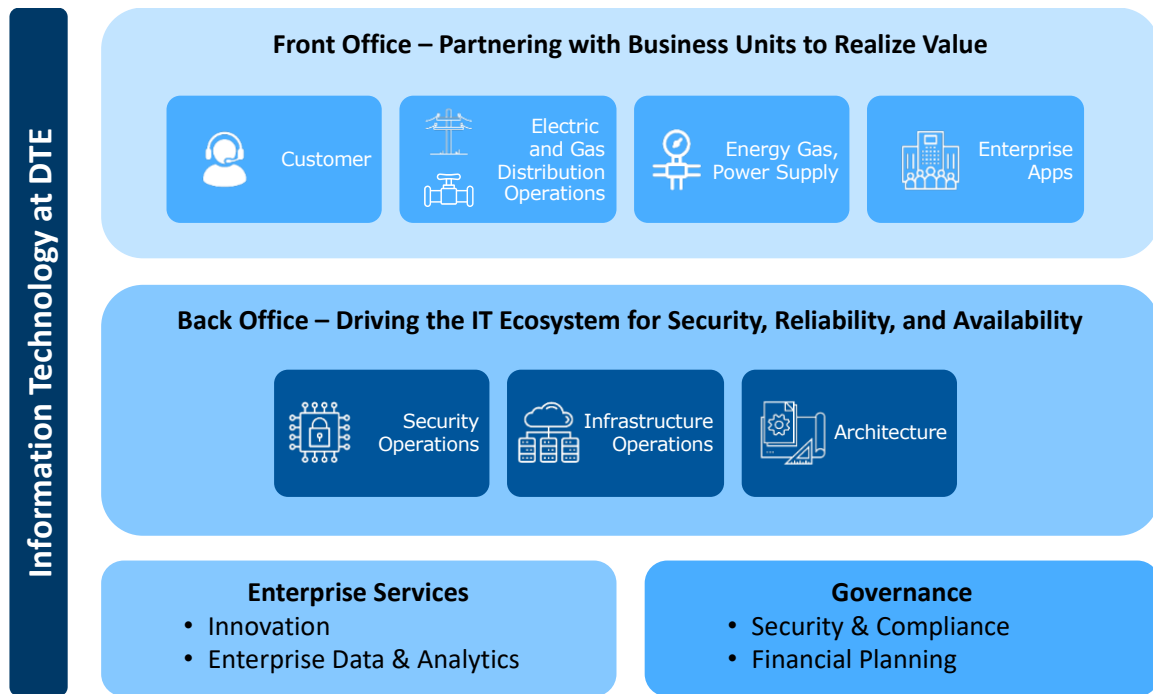 Information Technology at DTE
Front Office – Partnering with Business Units to Realize Value
Customer
Electric
and Gas
Distribution
Operations
Energy Gas,
Power Supply
Enterprise
Apps
Back Office – Driving the IT Ecosystem for Security, Reliability, and Availability
Security
Operations
Infrastructure
Operations
Architecture
Enterprise Services
• Innovation
• Enterprise Data & Analytics
Governance
• Security & Compliance
• Financial Planning